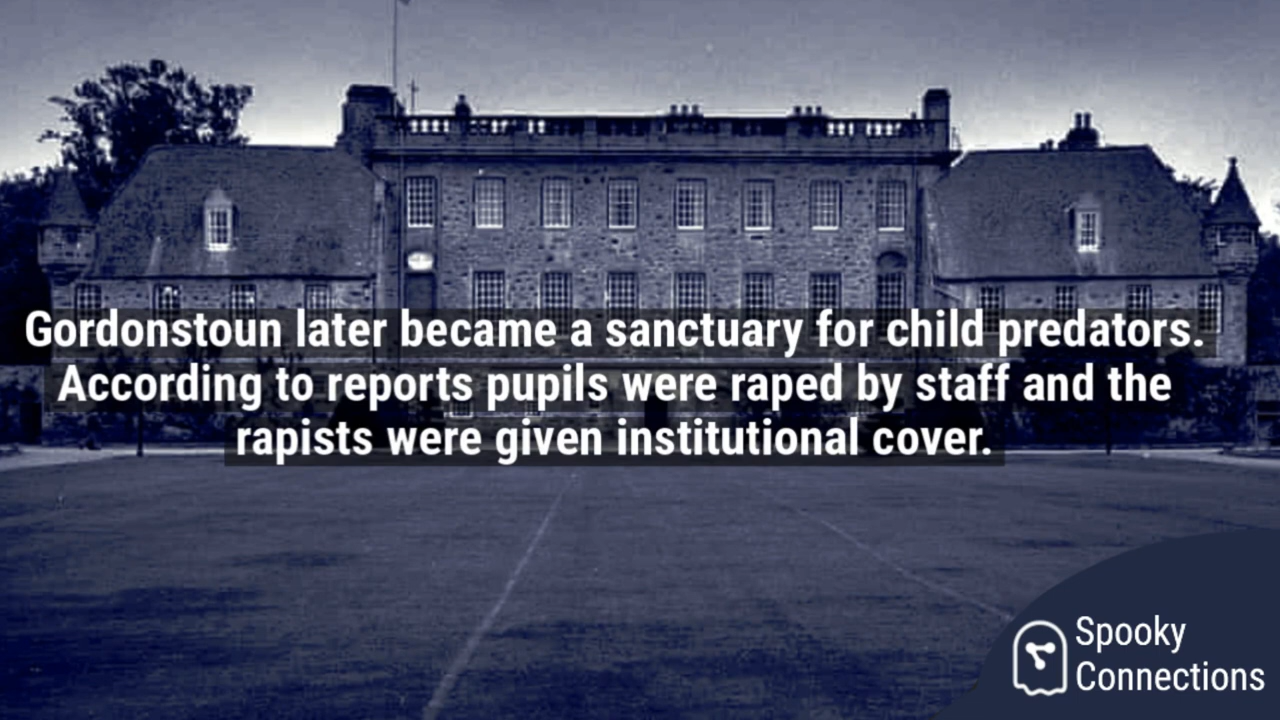 Gordonstoun later became a sanctuary for child predators.
According to reports pupils were raped by staff and the
rapists were given institutional cover.
Spooky
Connections